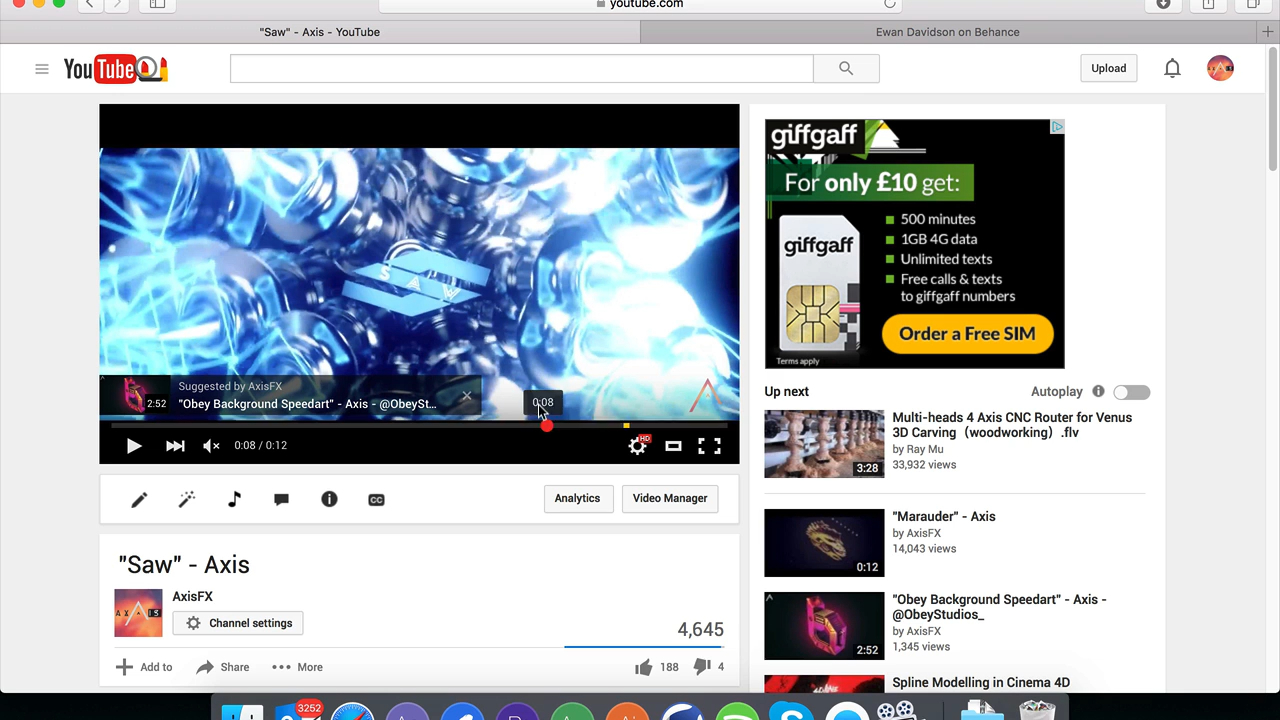 youtube.com
"Saw" - Axis - YouTube
Ewan Davidson on Behance
YouTube
Upload
SAW
Suggested by AxisFX
"Obey Background Speedart" - Axis - @ObeySt...
2:52
0:08
0:08 / 0:12
HD
giffgaff
For only £10 get:
500 minutes
1GB 4G data
Unlimited texts
Free calls & texts
to giffgaff numbers
giffgaff
Order a Free SIM
Terms apply
Up next
Autoplay
Multi-heads 4 Axis CNC Router for Venus
3D Carving（woodworking）.flv
by Ray Mu
33,932 views
3:28
"Marauder" - Axis
by AxisFX
14,043 views
0:12
"Obey Background Speedart" - Axis -
@ObeyStudios_
by AxisFX
1,345 views
2:52
Spline Modelling in Cinema 4D
CC
Analytics
Video Manager
"Saw" - Axis
AxisFX
Channel settings
4,645
Add to
Share
More
188
4
3252